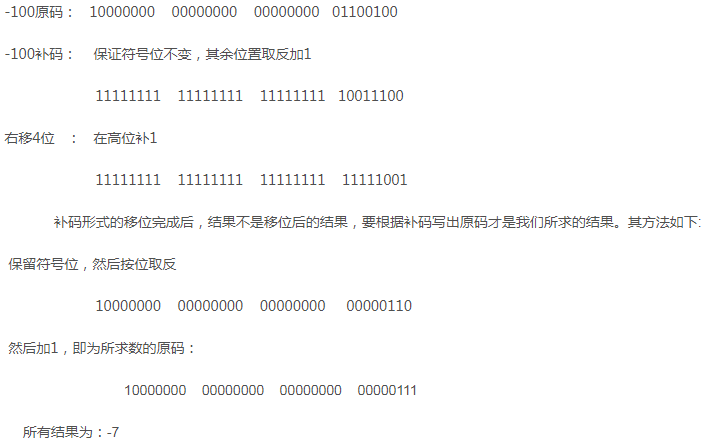 -100原码： 10000000 00000000 00000000 01100100
-100补码： 保证符号位不变，其余位置取反加1
11111111 11111111 11111111 10011100
右移4位 ： 在高位补1
11111111 11111111 11111111 11111001
补码形式的移位完成后，结果不是移位后的结果，要根据补码写出原码才是我们所求的结果。其方法如下:
保留符号位，然后按位取反
10000000 00000000 00000000 00000110
然后加1，即为所求数的原码：
10000000 00000000 00000000 00000111
所有结果为：-7